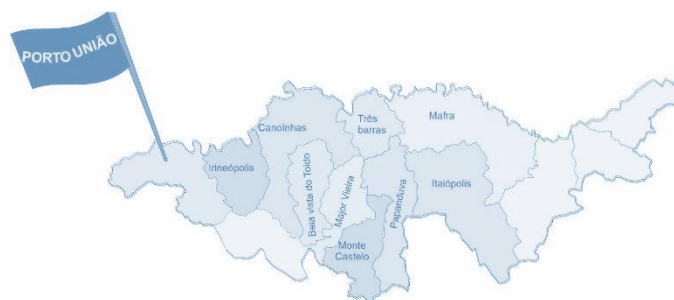 PORTO UNIÃO
Canoinhas
Três
barras
Mafra
Irineópolis
Bela vista do Toldo
Major Vieira
Papanduva
Itaiópolis
Monte
Castelo